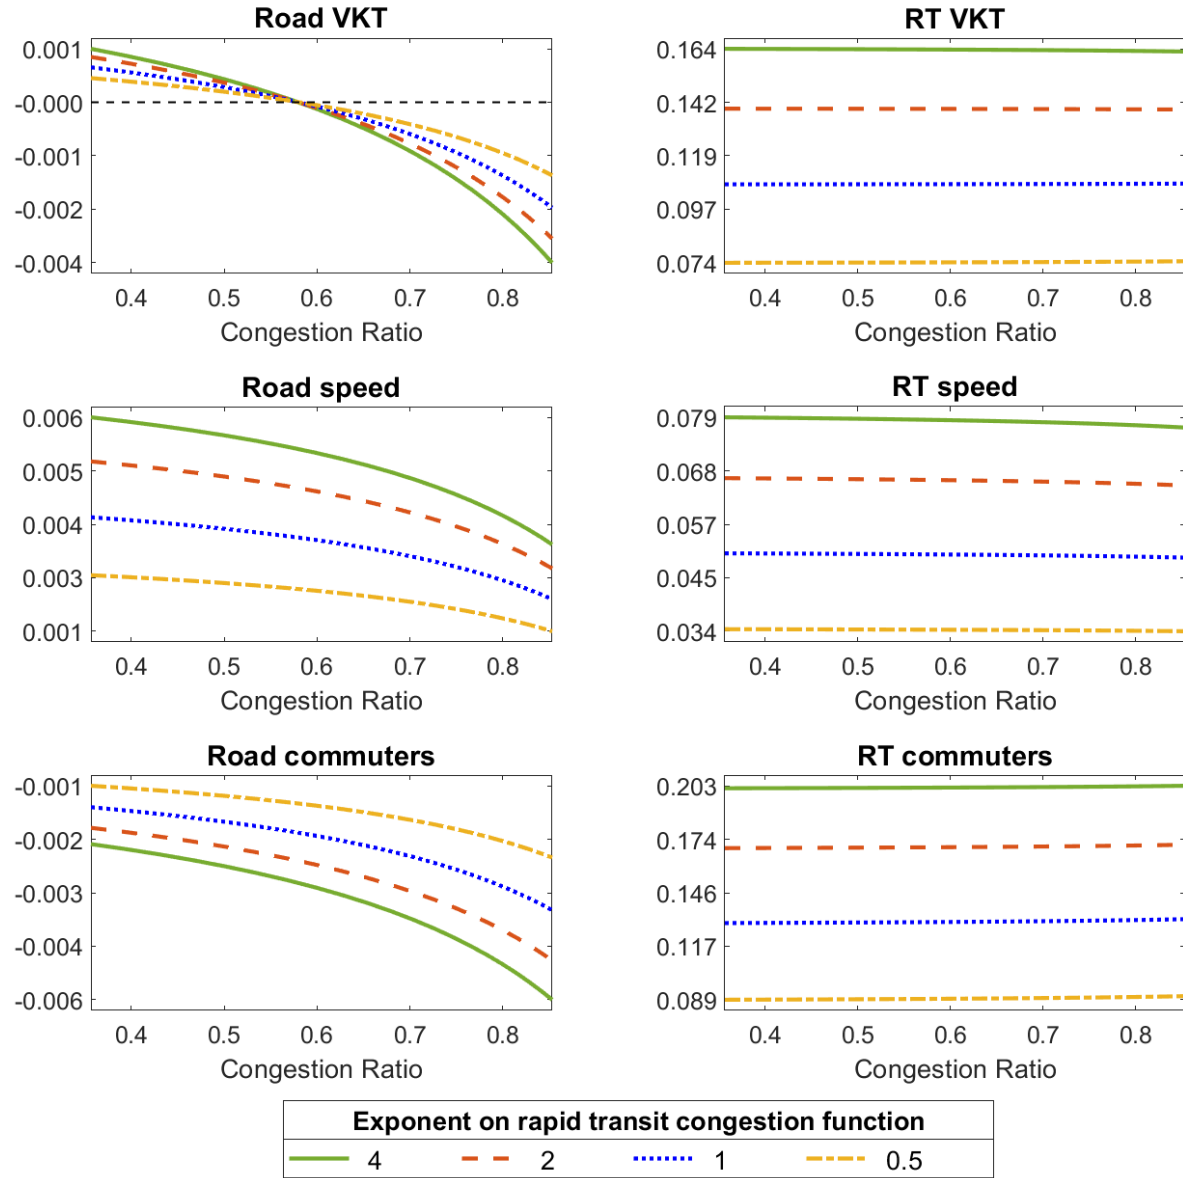 Road VKT
0.001
-0.000
-0.001
-0.002
-0.004
0.4 0.5 0.6 0.7 0.8
Congestion Ratio
RT VKT
0.164
0.142
0.119
0.097
0.074
0.4 0.5 0.6 0.7 0.8
Congestion Ratio
Road speed
0.006
0.005
0.004
0.003
0.001
0.4 0.5 0.6 0.7 0.8
Congestion Ratio
RT speed
0.079
0.068
0.057
0.045
0.034
0.4 0.5 0.6 0.7 0.8
Congestion Ratio
Road commuters
-0.001
-0.002
-0.003
-0.004
-0.006
0.4 0.5 0.6 0.7 0.8
Congestion Ratio
RT commuters
0.203
0.174
0.146
0.117
0.089
0.4 0.5 0.6 0.7 0.8
Congestion Ratio
Exponent on rapid transit congestion function
4 2 1 0.5